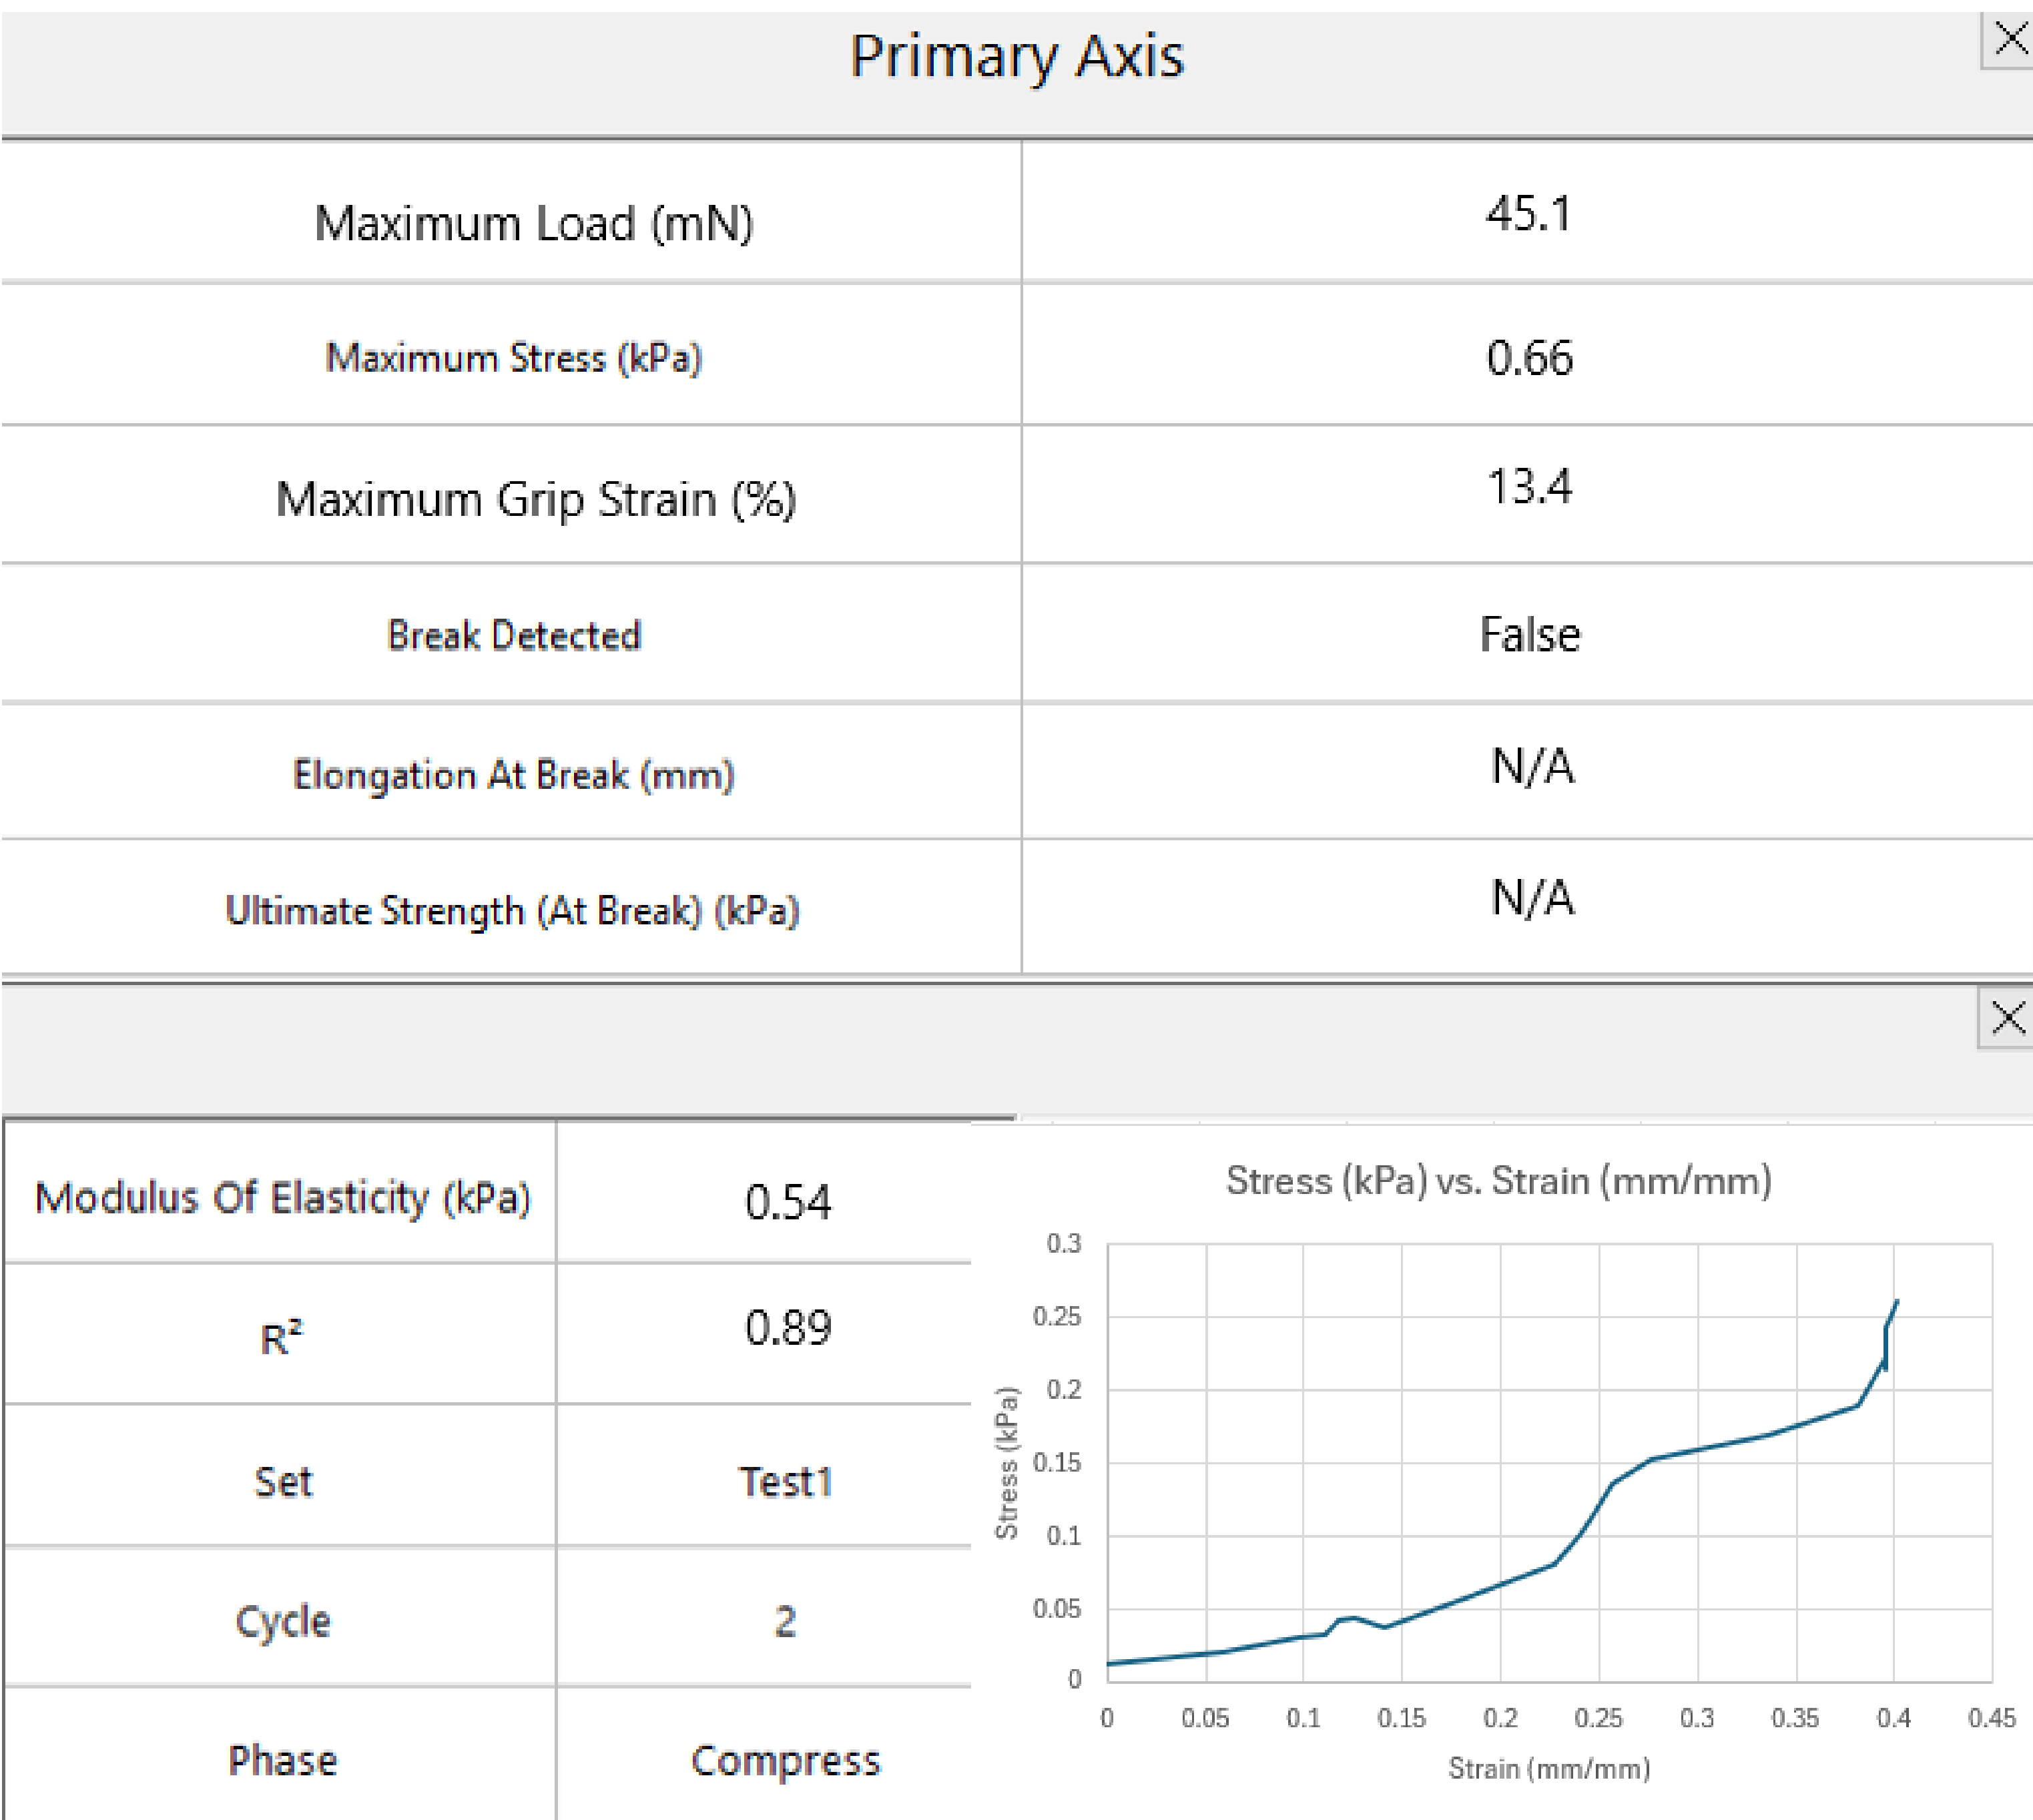 Primary Axis
Maximum Load (mN) 45.1
Maximum Stress (kPa) 0.66
Maximum Grip Strain (%) 13.4
Break Detected False
Elongation At Break (mm) N/A
Ultimate Strength (At Break) (kPa) N/A
Modulus Of Elasticity (kPa) 0.54
R² 0.89
Set Test1
Cycle 2
Phase Compress
Stress (kPa) vs. Strain (mm/mm)
Stress (kPa)
0.3
0.25
0.2
0.15
0.1
0.05
0
0 0.05 0.1 0.15 0.2 0.25 0.3 0.35 0.4 0.45
Strain (mm/mm)